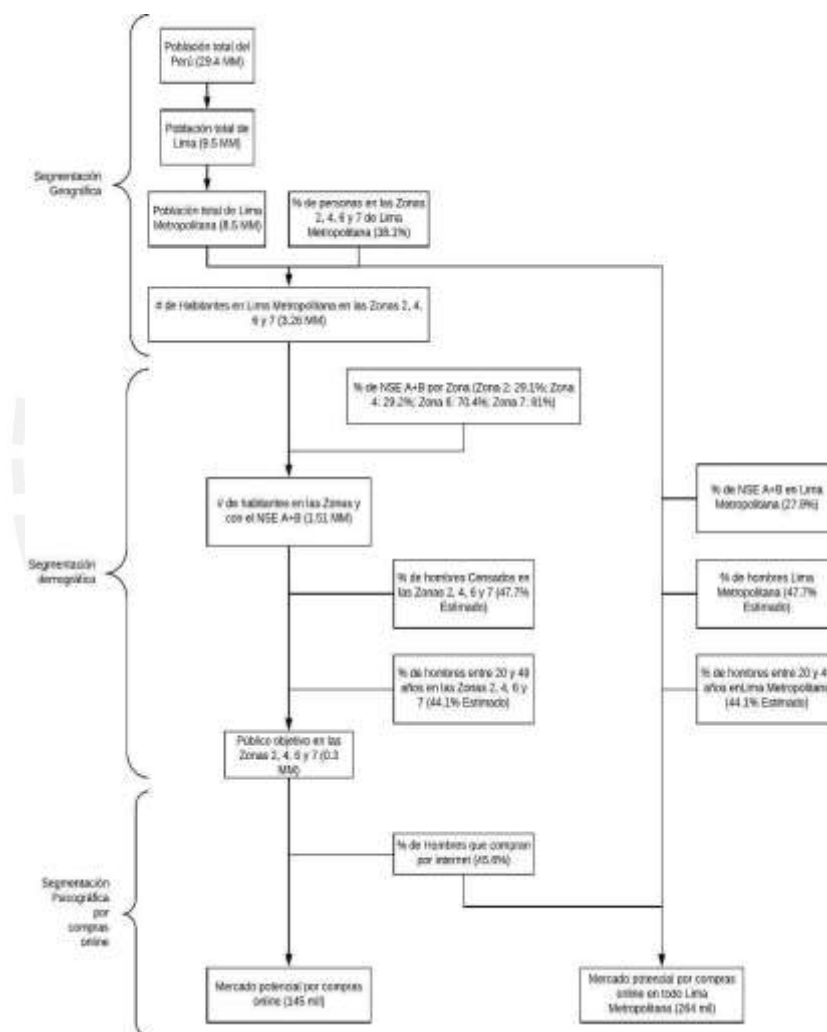 Población total del
Perú (29.4 MM)
Población total de
Lima (9.5 MM)
Segmentación
Geográfica
Población total de Lima
Metropolitana (8.5 MM)
% de personas en las Zonas
2, 4, 6 y 7 de Lima
Metropolitana (38.1%)
# de Habitantes en Lima Metropolitana en las Zonas 2, 4,
6 y 7 (3.26 MM)
% de NSE A+B por Zona (Zona 2: 29.1%; Zona
4: 29.2%; Zona 6: 70.4%; Zona 7: 81%)
# de habitantes en las Zonas y
con el NSE A+B (1.51 MM)
% de NSE A+B en Lima
Metropolitana (27.9%)
Segmentación
demográfica
% de hombres Censados en
las Zonas 2, 4, 6 y 7 (47.7%
Estimado)
% de hombres Lima
Metropolitana (47.7%
Estimado)
% de hombres entre 20 y 49
años en las Zonas 2, 4, 6 y
7 (44.1% Estimado)
% de hombres entre 20 y 4
años enLima Metropolitana
(44.1% Estimado)
Público objetivo en las
Zonas 2, 4, 6 y 7 (0.3
MM)
% de Hombres que compran
por internet (45.6%)
Segmentación
Psicográfica
por
compras
online
Mercado potencial por compras
online (145 mil)
Mercado potencial por compras
online en todo Lima
Metropolitana (264 mil)